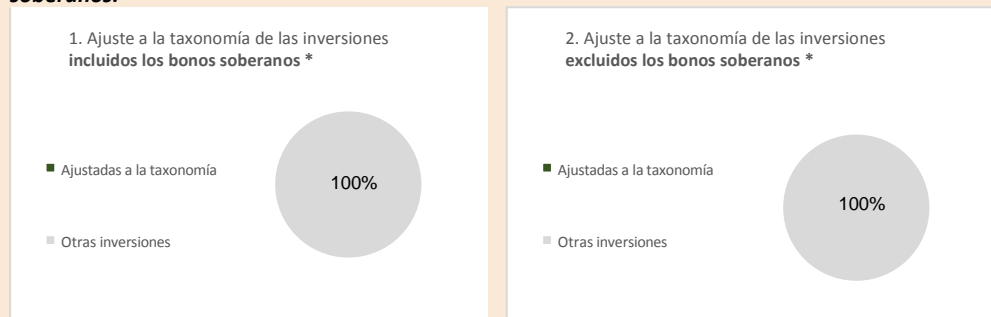 soberanos.
1. Ajuste a la taxonomía de las inversiones
incluidos los bonos soberanos *
Ajustadas a la taxonomía
100%
Otras inversiones
2. Ajuste a la taxonomía de las inversiones
excluidos los bonos soberanos *
Ajustadas a la taxonomía
100%
Otras inversiones